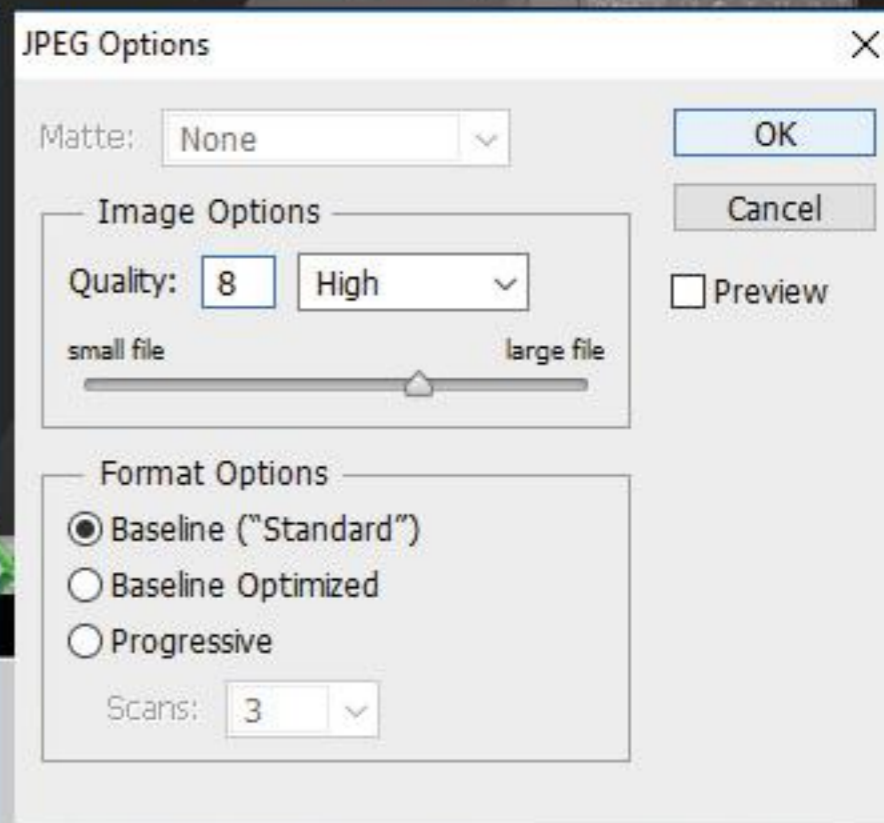 JPEG Options
Matte: None
OK
Image Options
Cancel
Quality: 8 High
Preview
small file large file
Format Options
Baseline (“Standard”)
Baseline Optimized
Progressive
Scans: 3